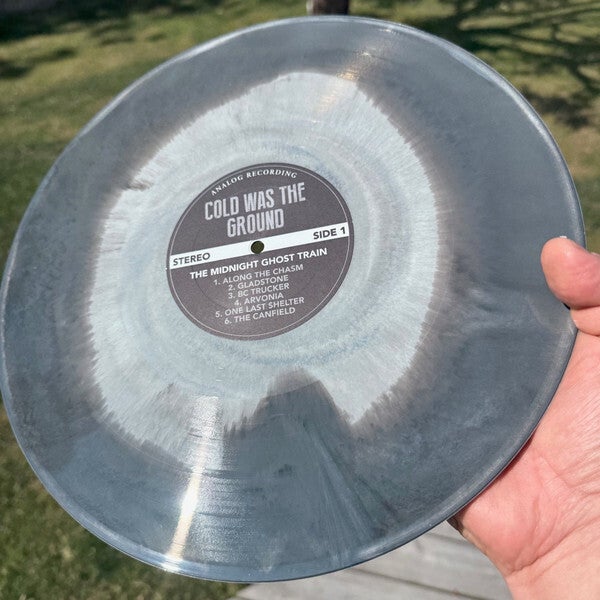 ANALOG RECORDING
COLD WAS THE
GROUND
STEREO SIDE 1
THE MIDNIGHT GHOST TRAIN
1. ALONG THE CHASM
2. GLADSTONE
3. BC TRUCKER
4. ARVONIA
5. ONE LAST SHELTER
6. THE CANFIELD